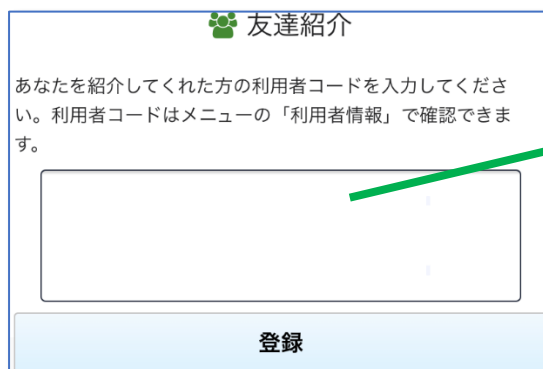 友達紹介
あなたを紹介してくれた方の利用者コードを入力してくださ
い。利用者コードはメニューの「利用者情報」で確認できま
す。
登録